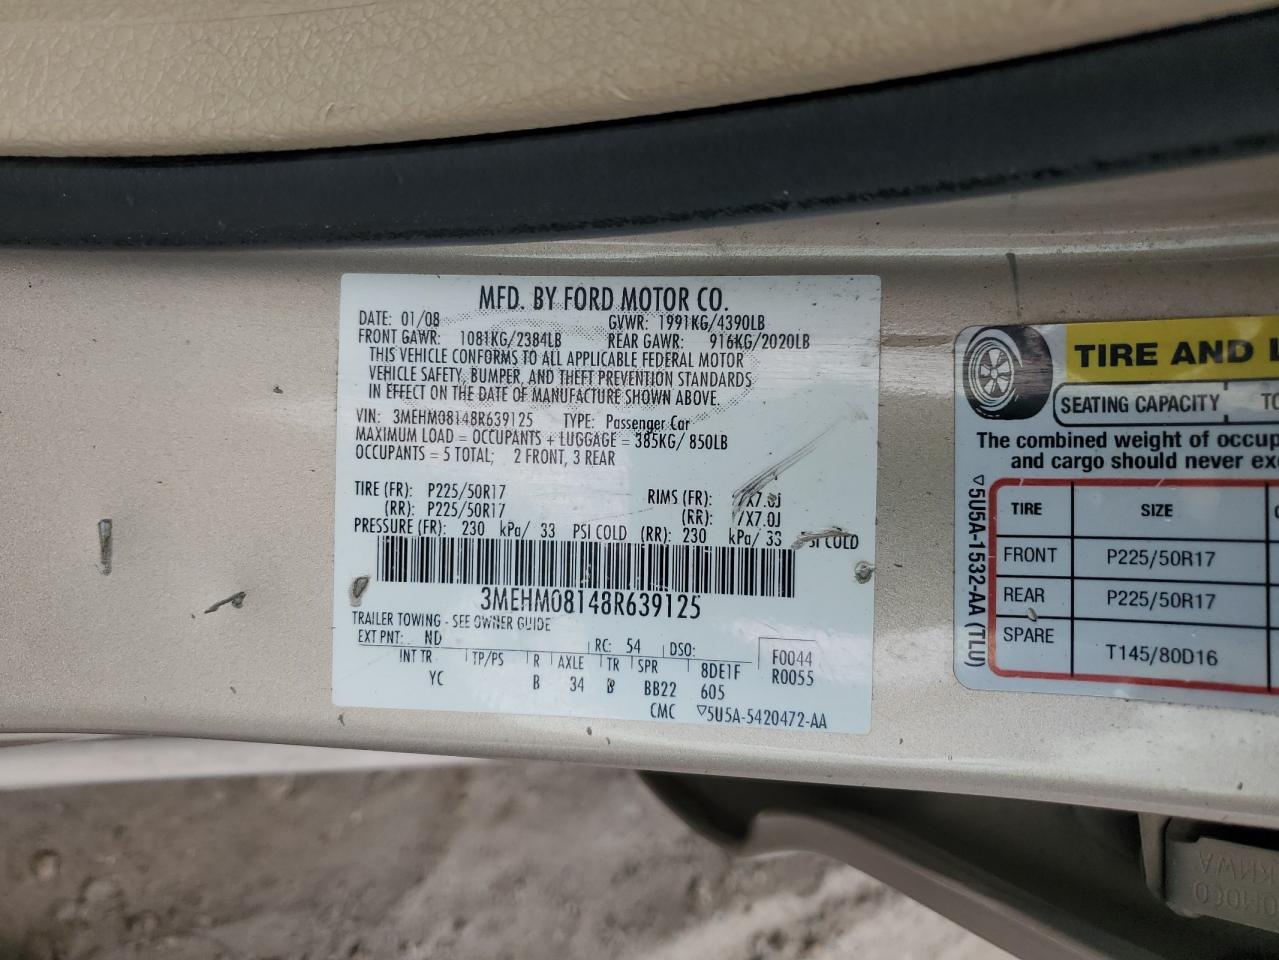 MFD. BY FORD MOTOR CO.
DATE: 01/08 GVWR: 1991KG/4390LB
FRONT GAWR: 1081KG/2384LB REAR GAWR: 916KG/2020LB
THIS VEHICLE CONFORMS TO ALL APPLICABLE FEDERAL MOTOR
VEHICLE SAFETY, BUMPER, AND THEFT PREVENTION STANDARDS
IN EFFECT ON THE DATE OF MANUFACTURE SHOWN ABOVE.
VIN: 3MEHM08148R639125 TYPE: Passenger Car
MAXIMUM LOAD = OCCUPANTS + LUGGAGE = 385KG/ 850LB
OCCUPANTS = 5 TOTAL; 2 FRONT, 3 REAR
TIRE (FR): P225/50R17 RIMS (FR): 7X7.0J
(RR): P225/50R17 (RR): 7X7.0J
PRESSURE (FR): 230 kPa/ 33 PSI COLD (RR): 230 kPa/ 33 PSI COLD
3MEHM08148R639125
TRAILER TOWING - SEE OWNER GUIDE
EXT PNT: ND RC: 54 DSO: F0044
INT TR TP/PS R AXLE TR SPR 8DE1F R0055
YC B 34 B BB22 605
CMC ▽5U5A-5420472-AA
TIRE AND
SEATING CAPACITY
The combined weight of
and cargo should never
▽5U5A-1532-AA (TLU)
TIRE SIZE
FRONT P225/50R17
REAR P225/50R17
SPARE T145/80D16